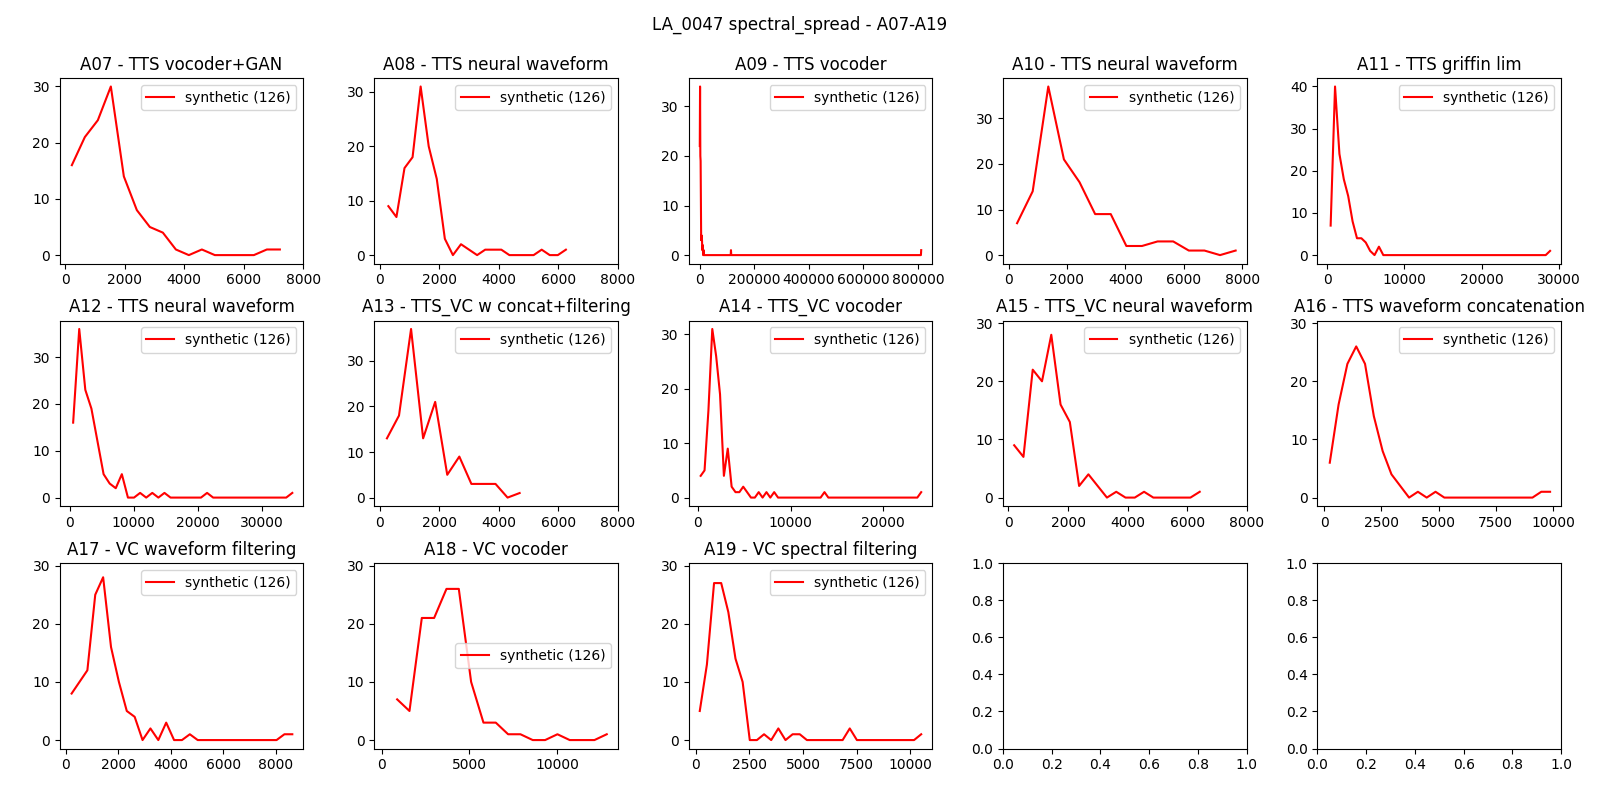 LA_0047 spectral_spread - A07-A19
A07 - TTS vocoder+GAN
A08 - TTS neural waveform
A09 - TTS vocoder
A10 - TTS neural waveform
A11 - TTS griffin lim
synthetic (126)
synthetic (126)
synthetic (126)
synthetic (126)
synthetic (126)
30
20
10
0
0 2000 4000 6000 8000
30
20
10
0
0 2000 4000 6000 8000
30
20
10
0
0 200000 400000 600000 800000
30
20
10
0
0 2000 4000 6000 8000
40
30
20
10
0
0 10000 20000 30000
A12 - TTS neural waveform
A13 - TTS_VC w concat+filtering
A14 - TTS_VC vocoder
A15 - TTS_VC neural waveform
A16 - TTS waveform concatenation
synthetic (126)
synthetic (126)
synthetic (126)
synthetic (126)
synthetic (126)
30
20
10
0
0 10000 20000 30000
30
20
10
0
0 2000 4000 6000 8000
30
20
10
0
0 10000 20000
30
20
10
0
0 2000 4000 6000 8000
30
20
10
0
0 2500 5000 7500 10000
A17 - VC waveform filtering
A18 - VC vocoder
A19 - VC spectral filtering
synthetic (126)
synthetic (126)
synthetic (126)
30
20
10
0
0 2000 4000 6000 8000
30
20
10
0
0 5000 10000
30
20
10
0
0 2500 5000 7500 10000
1.0
0.8
0.6
0.4
0.2
0.0
0.0 0.2 0.4 0.6 0.8 1.0
1.0
0.8
0.6
0.4
0.2
0.0
0.0 0.2 0.4 0.6 0.8 1.0